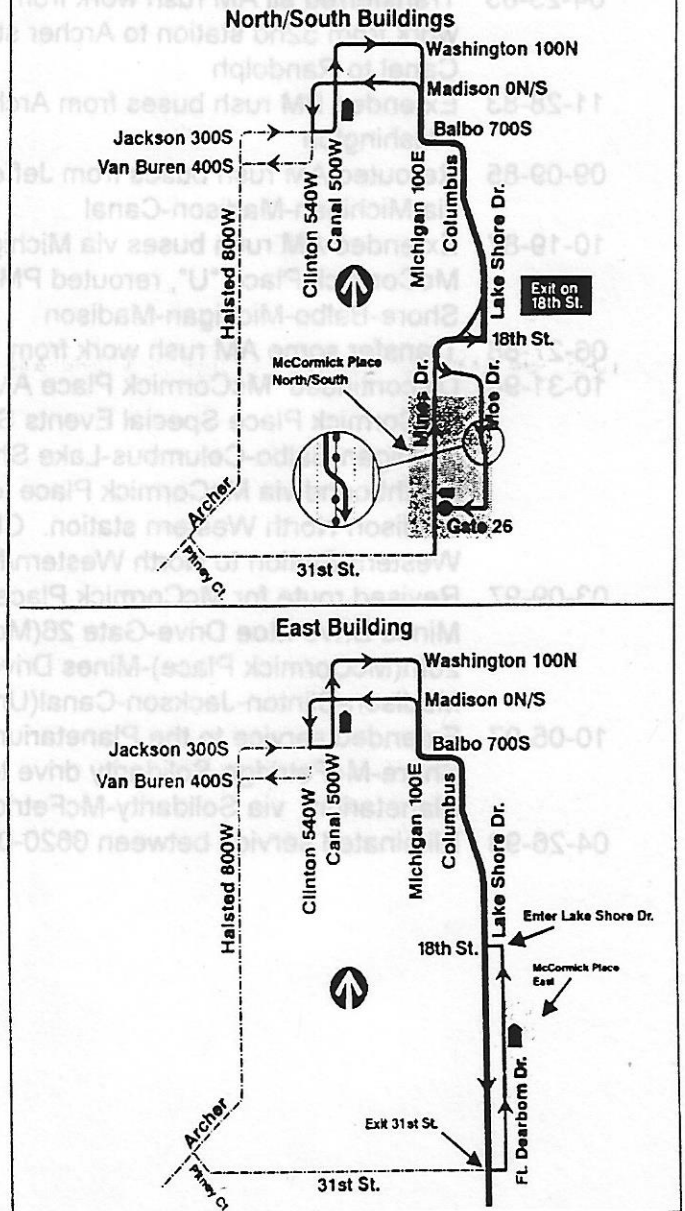 North/South Buildings
Washington 100N
Madison 0N/S
Jackson 300S
Balbo 700S
Van Buren 400S
Halsted 800W
Clinton 540W
Canal 500W
Michigan 100E
Columbus
Lake Shore Dr.
Exit on
18th St.
18th St.
McCormick Place
North/South
Mines Dr.
Moe Dr.
Gate 26
Archer
Pitney Ct.
31st St.
East Building
Washington 100N
Madison 0N/S
Jackson 300S
Balbo 700S
Van Buren 400S
Halsted 800W
Clinton 540W
Canal 500W
Michigan 100E
Columbus
Lake Shore Dr.
Enter Lake Shore Dr.
18th St.
McCormick Place
East
Ft. Dearborn Dr.
Exit 31st St.
Archer
Pitney Ct
31st St.